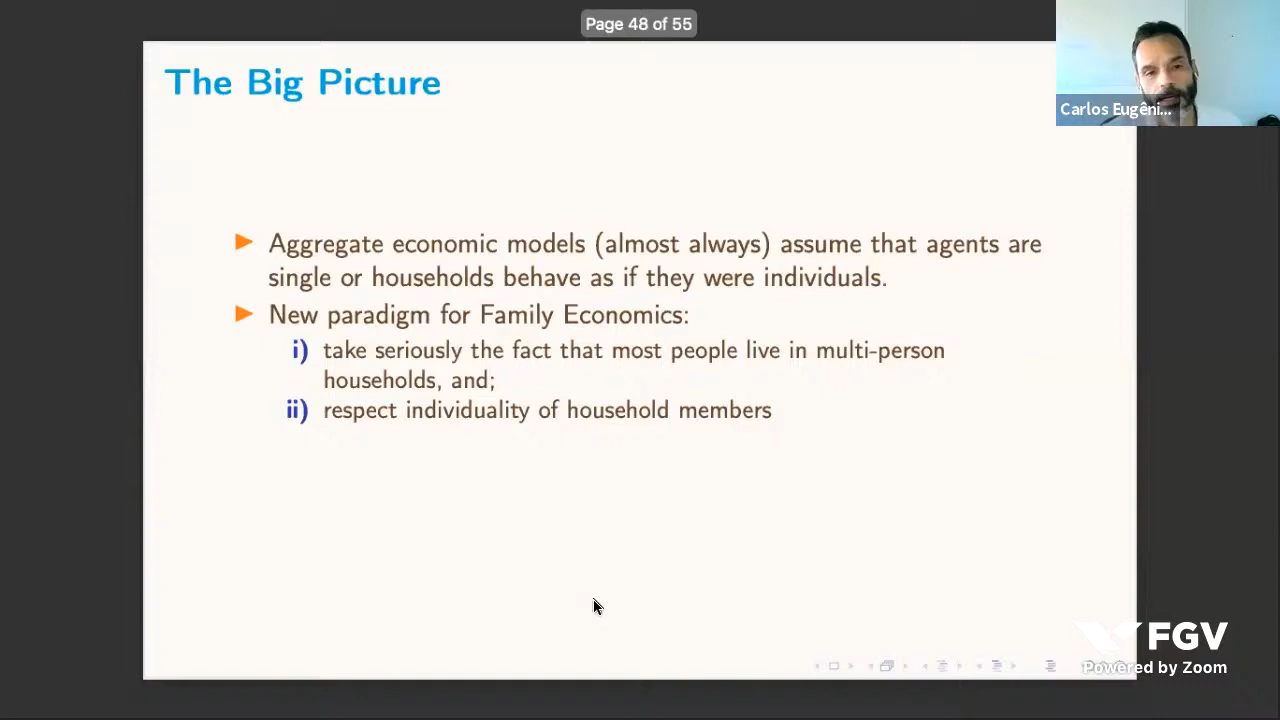 Page 48 of 55
The Big Picture
Carlos Eugêni...
▶ Aggregate economic models (almost always) assume that agents are
single or households behave as if they were individuals.
▶ New paradigm for Family Economics:
i) take seriously the fact that most people live in multi-person
households, and;
ii) respect individuality of household members
FGV
Powered by Zoom